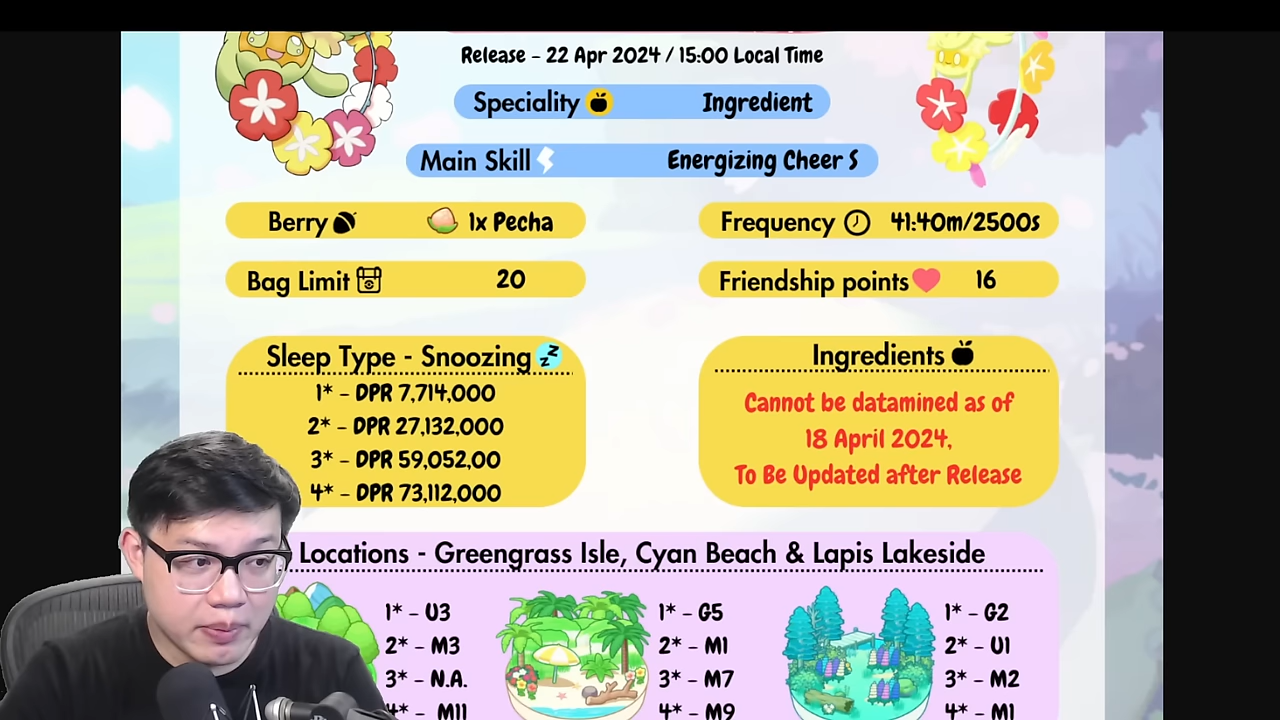 Release - 22 Apr 2024 / 15:00 Local Time
Speciality Ingredient
Main Skill Energizing Cheer S
Berry 1x Pecha
Frequency 41:40m/2500s
Bag Limit 20
Friendship points 16
Sleep Type - Snoozing
1* - DPR 7,714,000
2* - DPR 27,132,000
3* - DPR 59,052,00
4* - DPR 73,112,000
Ingredients
Cannot be datamined as of
18 April 2024,
To Be Updated after Release
Locations - Greengrass Isle, Cyan Beach & Lapis Lakeside
1* - U3
2* - M3
3* - N.A.
4* - M11
1* - G5
2* - M1
3* - M7
4* - M9
1* - G2
2* - U1
3* - M2
4* - M1